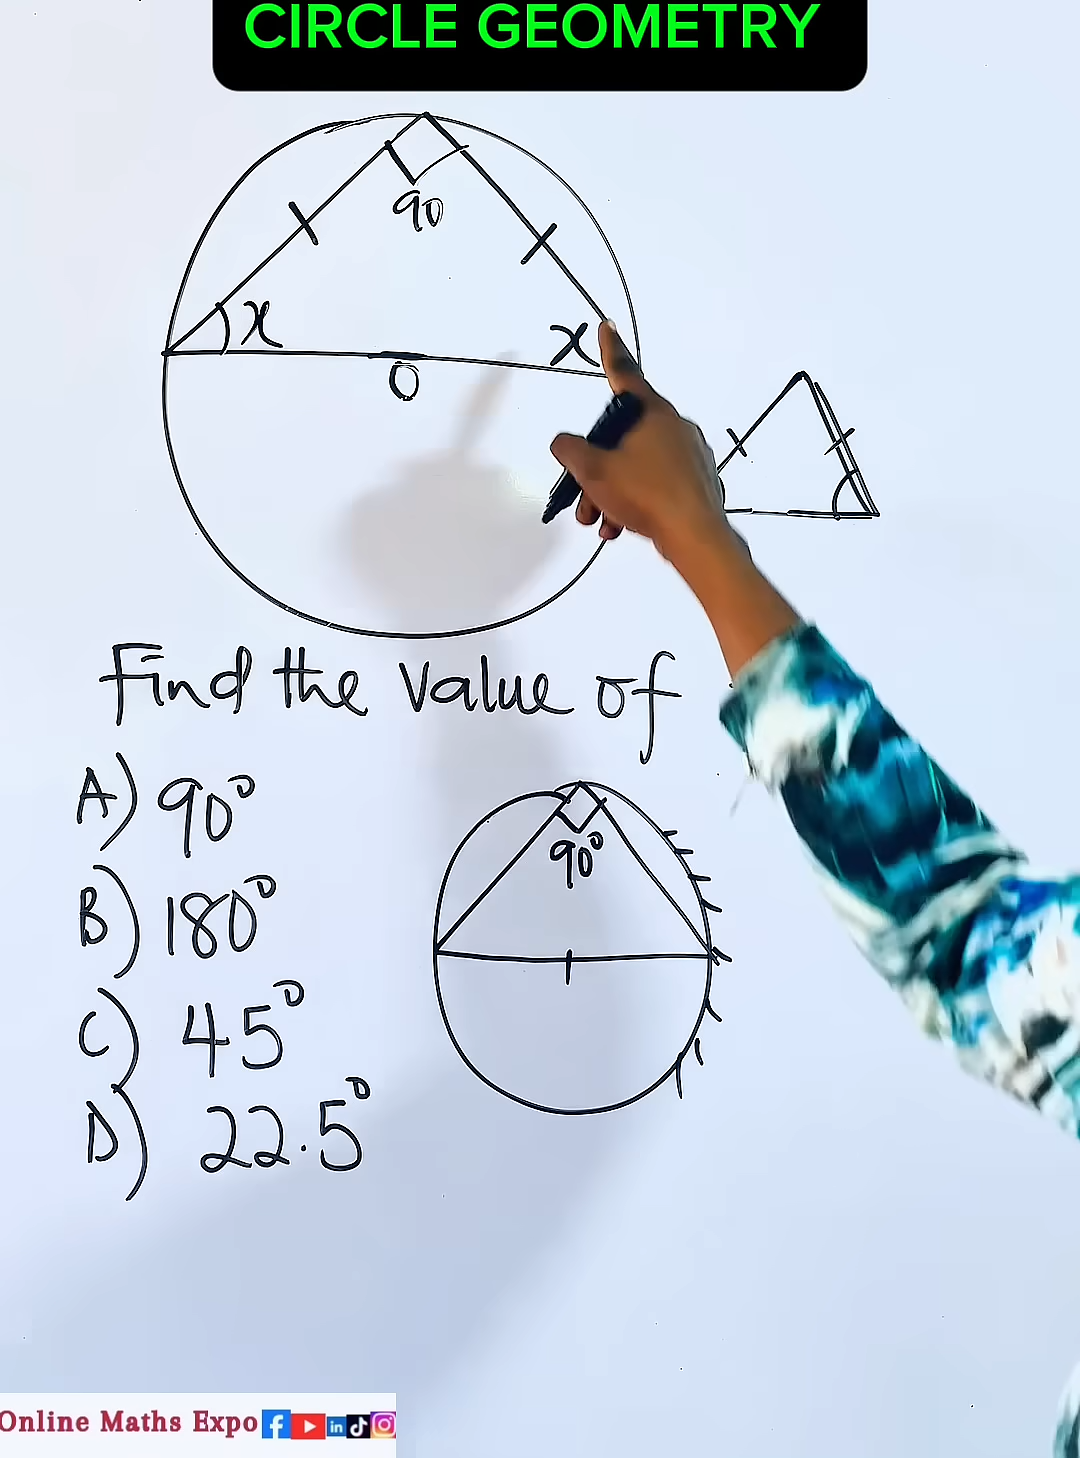 CIRCLE GEOMETRY
90
x
x
O
Find the value of
A) 90°
B) 180°
90°
C) 45°
D) 22.5°
Online Maths Expo